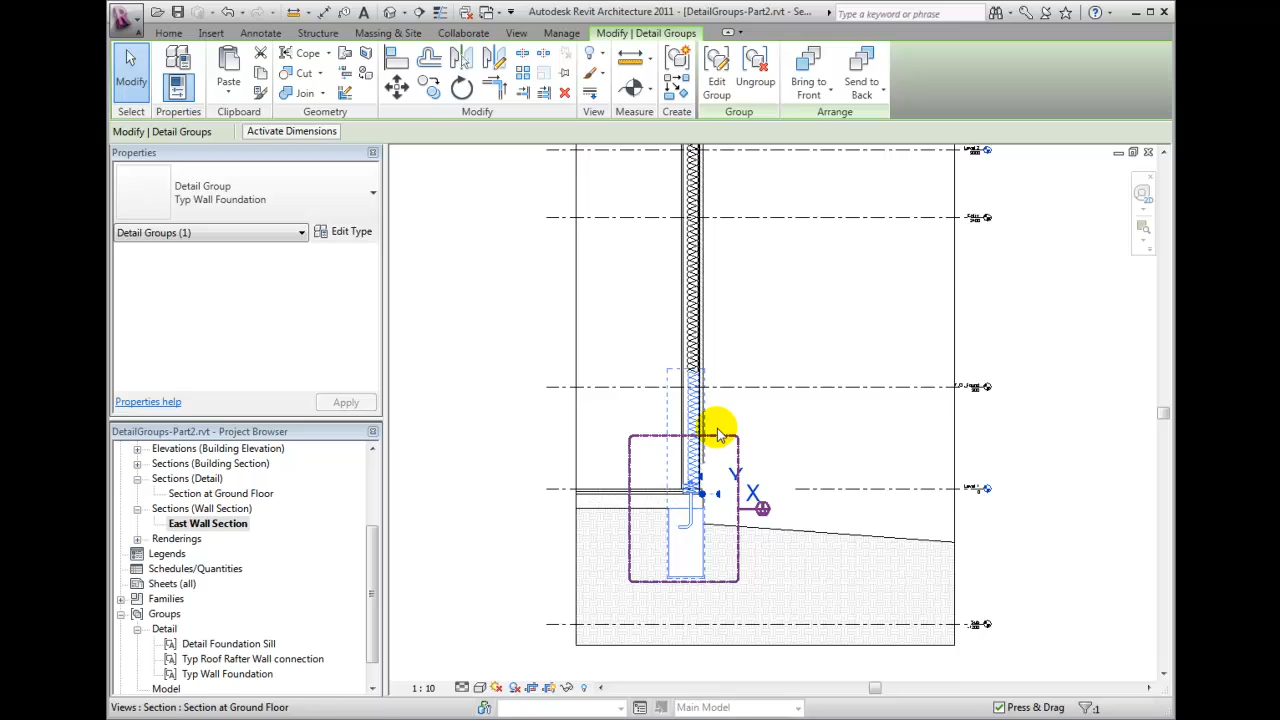 Autodesk Revit Architecture 2011 - [DetailGroups-Part2.rvt - Se...
Type a keyword or phrase
Home Insert Annotate Structure Massing & Site Collaborate View Manage Modify | Detail Groups
Modify
Paste
Cope
Cut
Join
Edit Group
Ungroup
Bring to Front
Send to Back
Select Properties Clipboard Geometry Modify View Measure Create Group Arrange
Modify | Detail Groups Activate Dimensions
Properties
Detail Group
Typ Wall Foundation
Detail Groups (1) Edit Type
Properties help Apply
DetailGroups-Part2.rvt - Project Browser
Elevations (Building Elevation)
Sections (Building Section)
Sections (Detail)
Section at Ground Floor
Sections (Wall Section)
East Wall Section
Renderings
Legends
Schedules/Quantities
Sheets (all)
Families
Groups
Detail
Detail Foundation Sill
Typ Roof Rafter Wall connection
Typ Wall Foundation
Model
Y
X
2D
1 : 10
Views : Section : Section at Ground Floor
Main Model
Press & Drag
:1